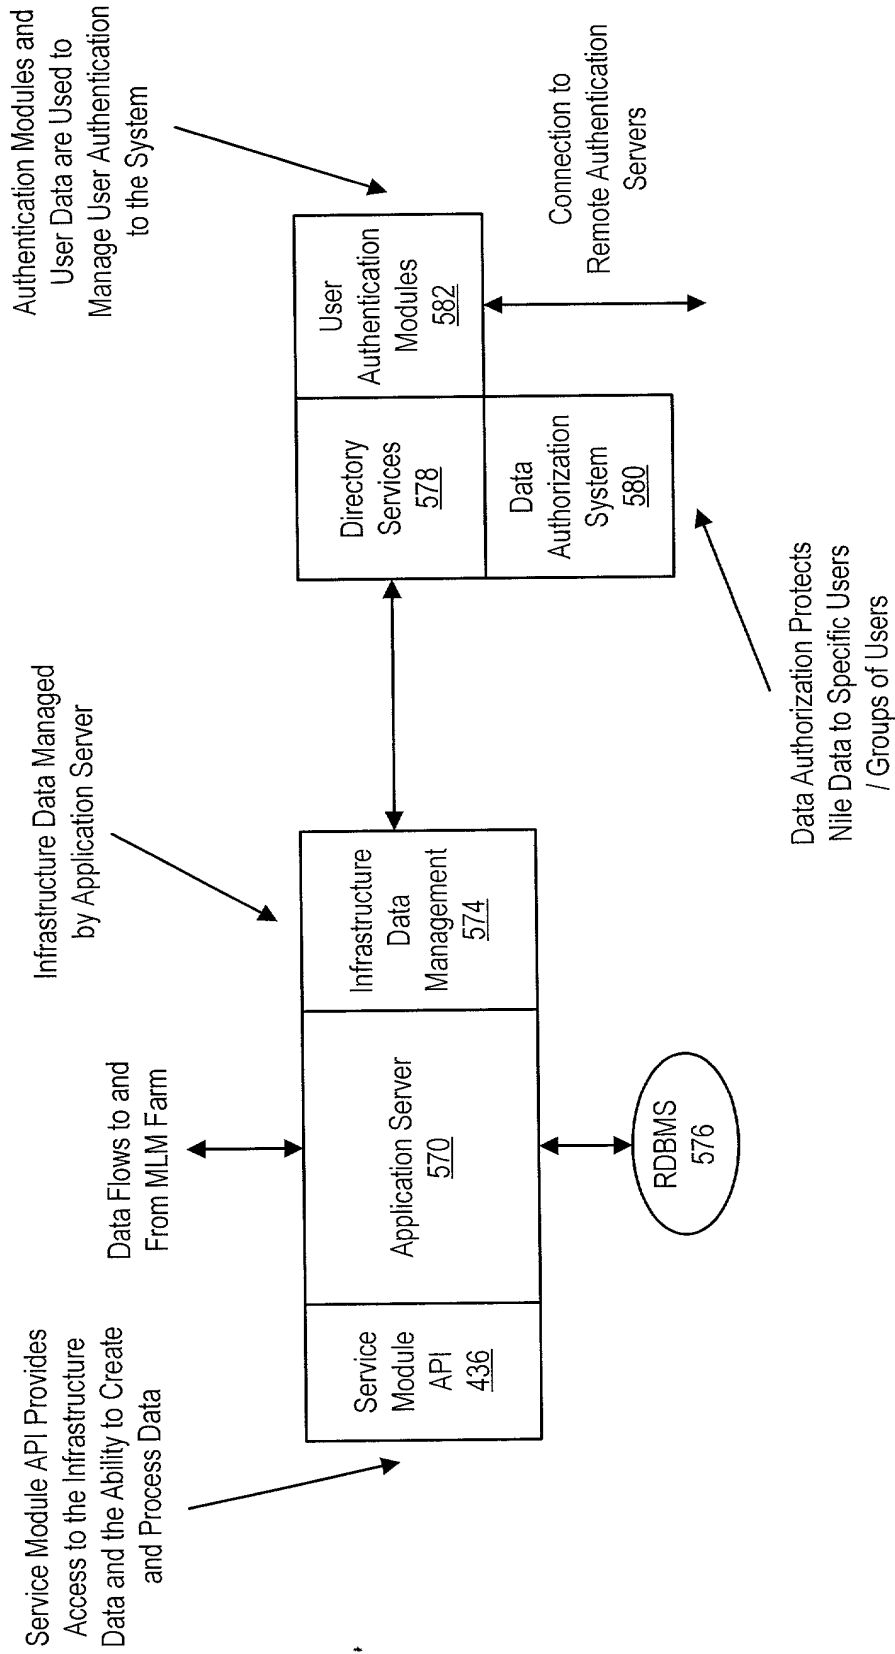 Service Module API Provides
Access to the Infrastructure
Data and the Ability to Create
and Process Data
Data Flows to and
From MLM Farm
Infrastructure Data Managed
by Application Server
Authentication Modules and
User Data are Used to
Manage User Authentication
to the System
Service
Module
API
436
Application Server
570
Infrastructure
Data
Management
574
Directory
Services
578
User
Authentication
Modules
582
Data
Authorization
System
580
Connection to
Remote Authentication
Servers
RDBMS
576
Data Authorization Protects
Nile Data to Specific Users
/ Groups of Users